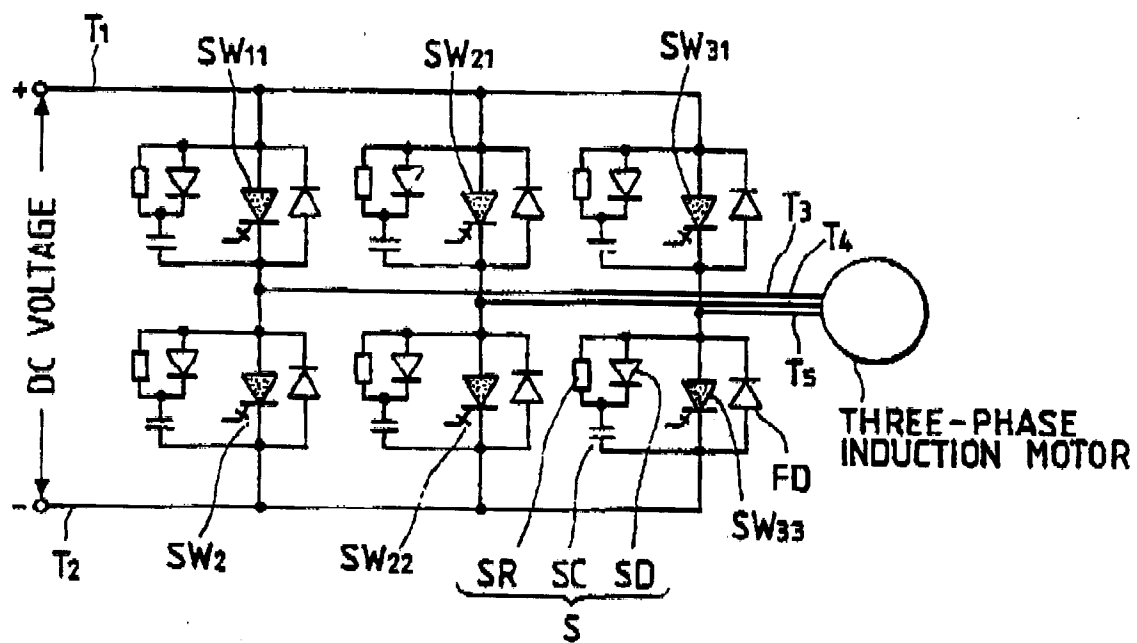 T1
SW11
SW21
SW31
+
DC VOLTAGE
T3
T4
T5
THREE-PHASE
INDUCTION MOTOR
-
T2
SW2
SW22
SR
SC
SD
S
SW33
FD